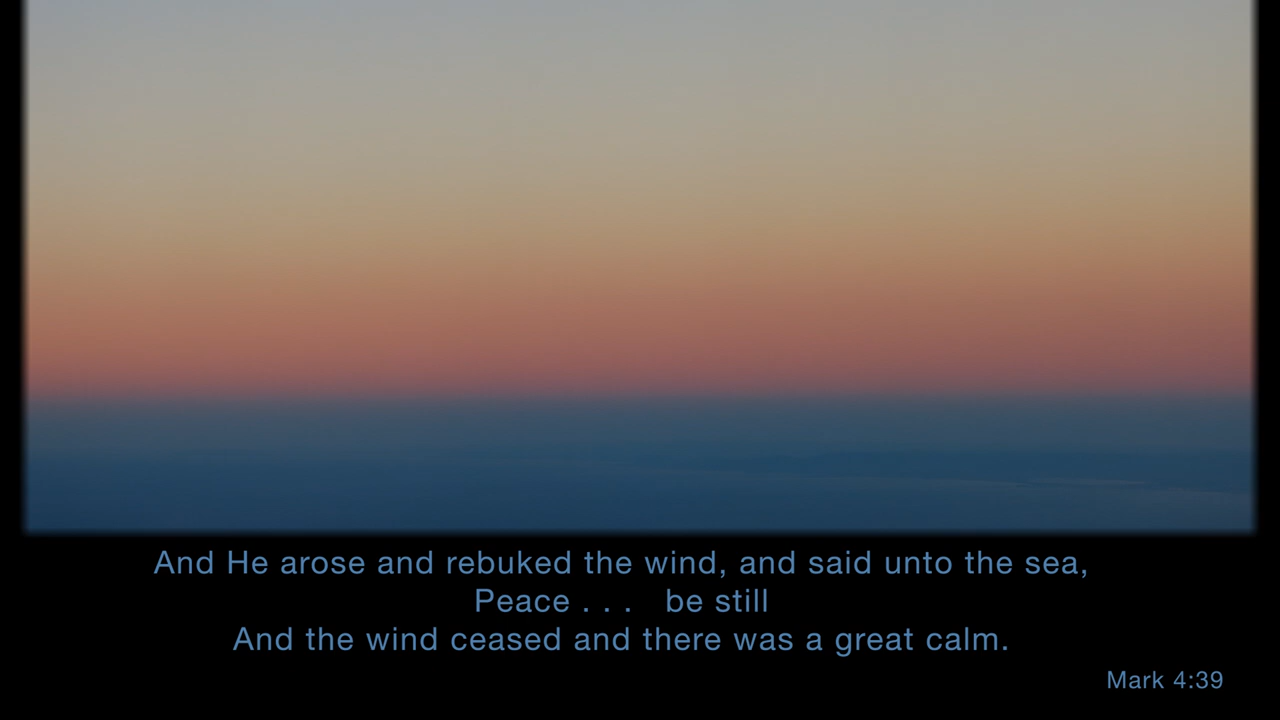 And He arose and rebuked the wind, and said unto the sea,
Peace . . .   be still
And the wind ceased and there was a great calm.
Mark 4:39